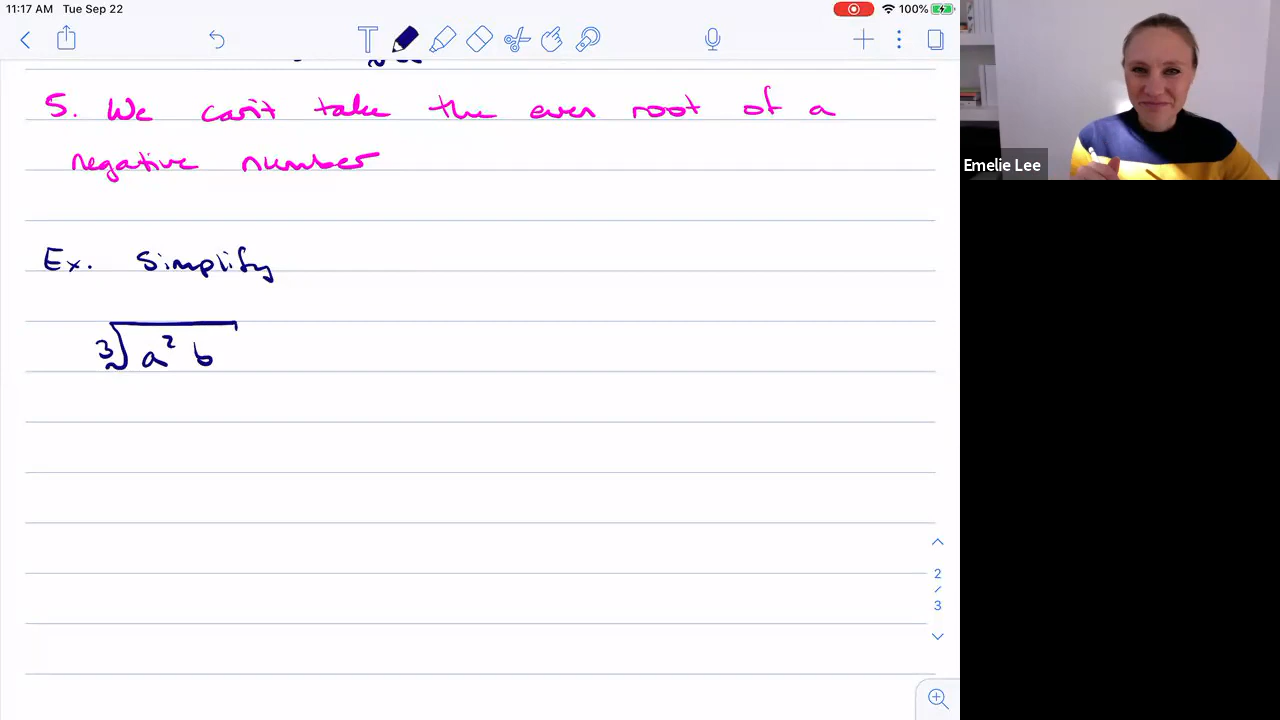 11:17 AM Tue Sep 22
100%
T
5. We can't take the even root of a
negative number
Ex. Simplify
∛(a² b)
2
/
3
Emelie Lee